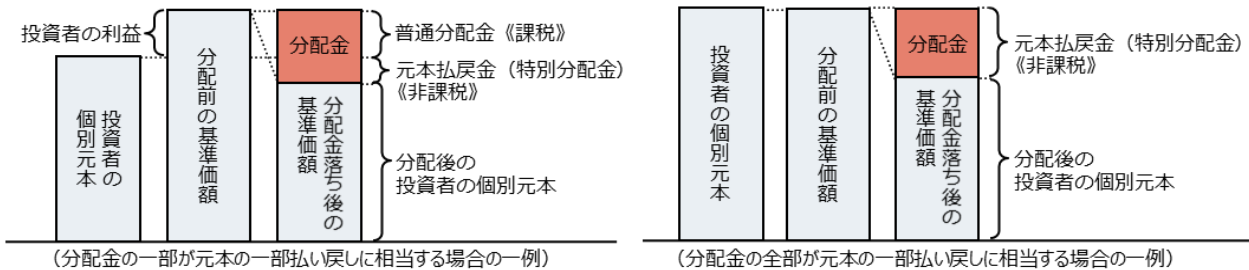 投資者の利益
投資者の
個別元本
分配前の基準価額
分配金
分配金落ち後の
基準価額
普通分配金《課税》
元本払戻金（特別分配金）
《非課税》
分配後の
投資者の個別元本
（分配金の一部が元本の一部払い戻しに相当する場合の一例）
投資者の個別元本
分配前の基準価額
分配金
分配金落ち後の
基準価額
元本払戻金（特別分配金）
《非課税》
分配後の
投資者の個別元本
（分配金の全部が元本の一部払い戻しに相当する場合の一例）